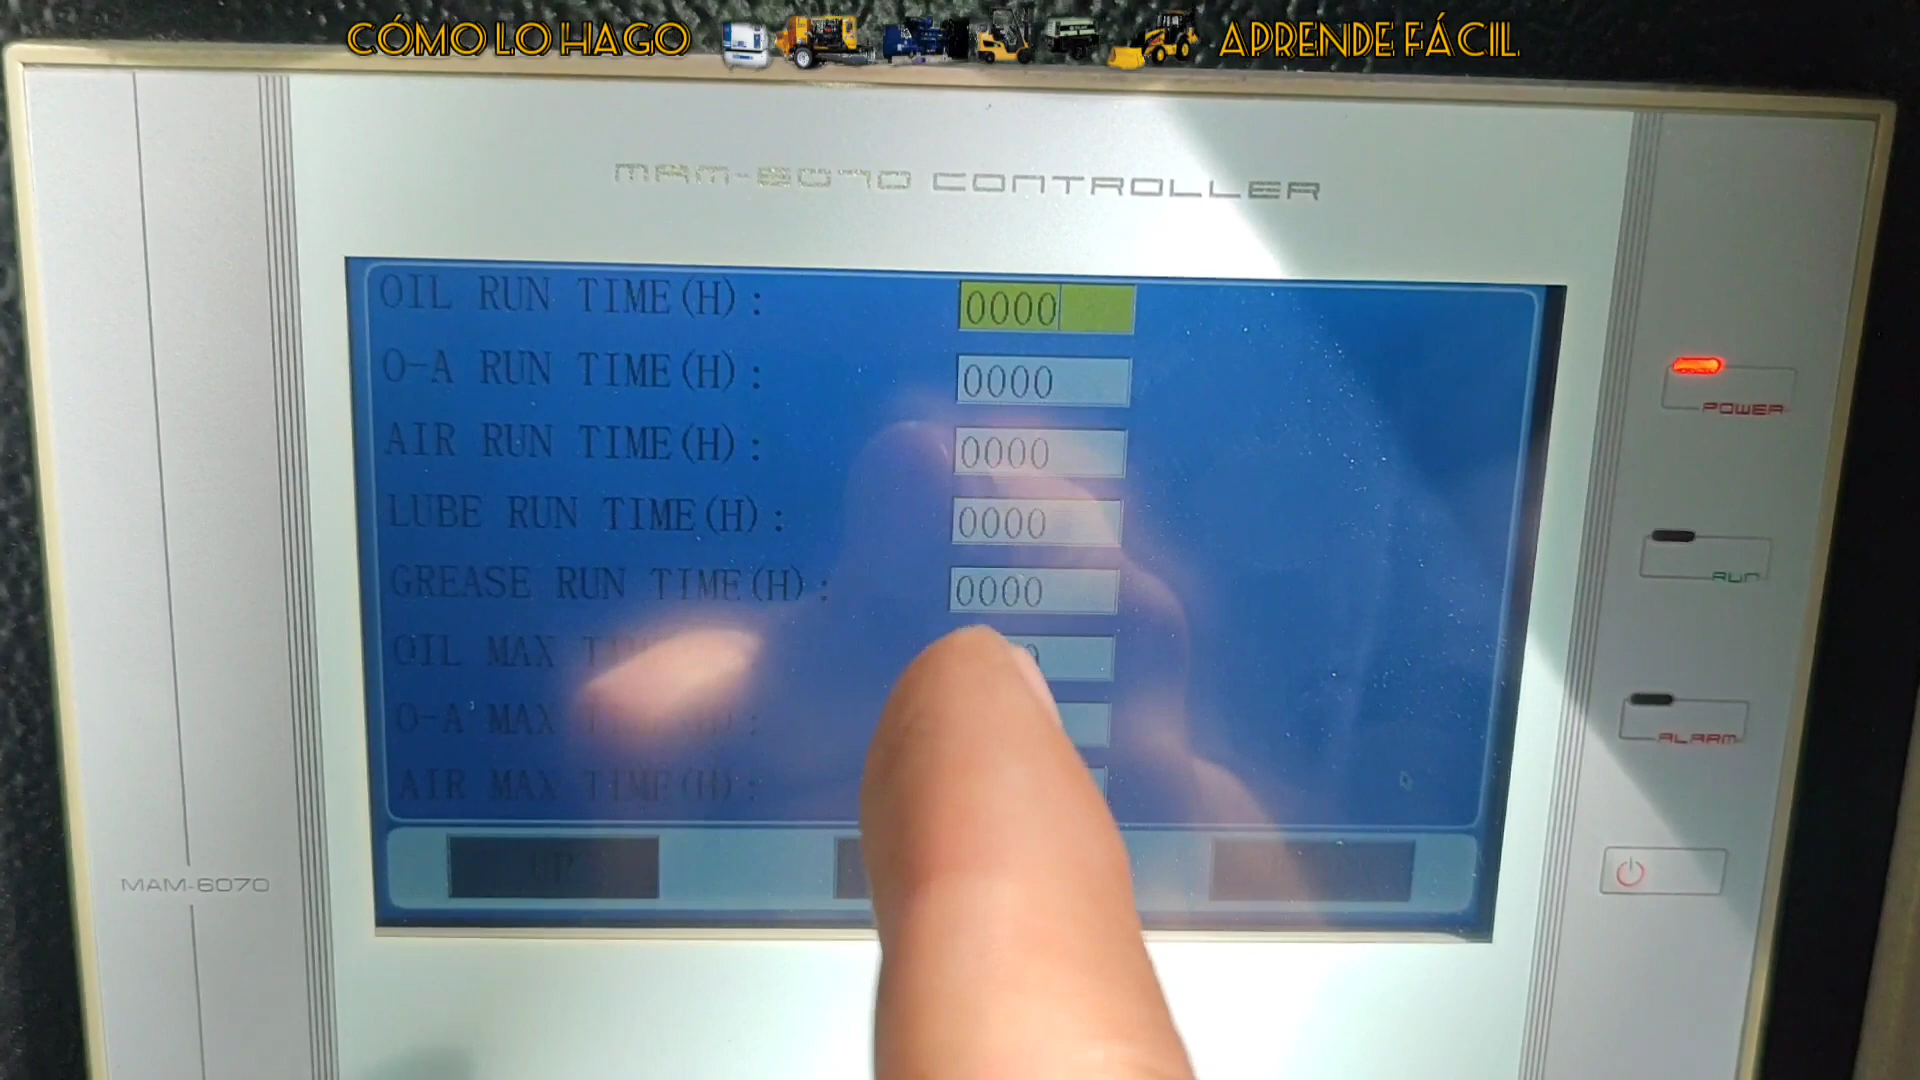 CÓMO LO HAGO APRENDE FÁCIL
MAM-6070 CONTROLLER
OIL RUN TIME(H): 0000
O-A RUN TIME(H): 0000
AIR RUN TIME(H): 0000
LUBE RUN TIME(H): 0000
GREASE RUN TIME(H): 0000
OIL MAX TIME(H):
O-A MAX TIME(H):
AIR MAX TIME(H):
POWER
RUN
ALARM
MAM-6070